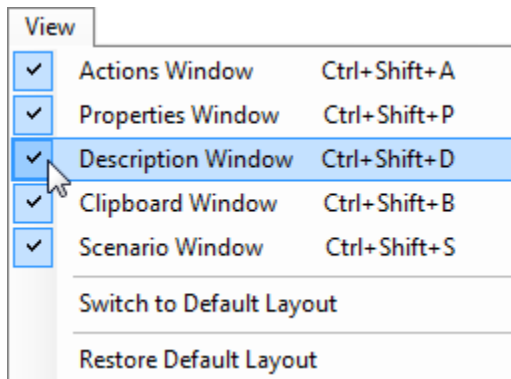 View
Actions Window Ctrl+Shift+A
Properties Window Ctrl+Shift+P
Description Window Ctrl+Shift+D
Clipboard Window Ctrl+Shift+B
Scenario Window Ctrl+Shift+S
Switch to Default Layout
Restore Default Layout